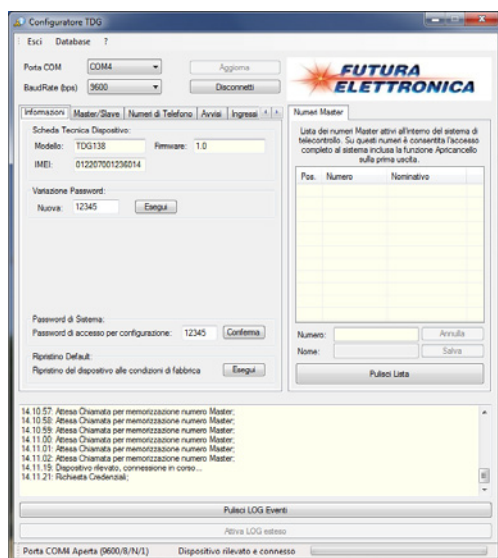 Configuratore TDG
Esci Database ?
Porta COM COM4 Aggiorna
BaudRate (bps) 9600 Disconnetti
FUTURA
ELETTRONICA
Informazioni Master/Slave Numeri di Telefono Avvisi Ingressi
Scheda Tecnica Dispositivo:
Modello: TDG138 Firmware: 1.0
IMEI: 012207001236014
Variazione Password:
Nuova: 12345 Esegui
Password di Sistema:
Password di accesso per configurazione: 12345 Conferma
Ripristino Default:
Ripristino del dispositivo alle condizioni di fabbrica Esegui
Numeri Master
Lista dei numeri Master attivi all'interno del sistema di
telecontrollo. Su questi numeri è consentita l'accesso
completo al sistema inclusa la funzione Apricancello
sulla prima uscita.
Pos. Numero Nominativo
Numero: Annulla
Nome: Salva
Pulisci Lista
14.10.57: Attesa Chiamata per memorizzazione numero Master;
14.10.58: Attesa Chiamata per memorizzazione numero Master;
14.10.59: Attesa Chiamata per memorizzazione numero Master;
14.11.00: Attesa Chiamata per memorizzazione numero Master;
14.11.01: Attesa Chiamata per memorizzazione numero Master;
14.11.02: Attesa Chiamata per memorizzazione numero Master;
14.11.19: Dispositivo rilevato, connessione in corso...
14.11.21: Richiesta Credenziali;
Pulisci LOG Eventi
Attiva LOG esteso
Porta COM4 Aperta (9600/8/N/1) Dispositivo rilevato e connesso